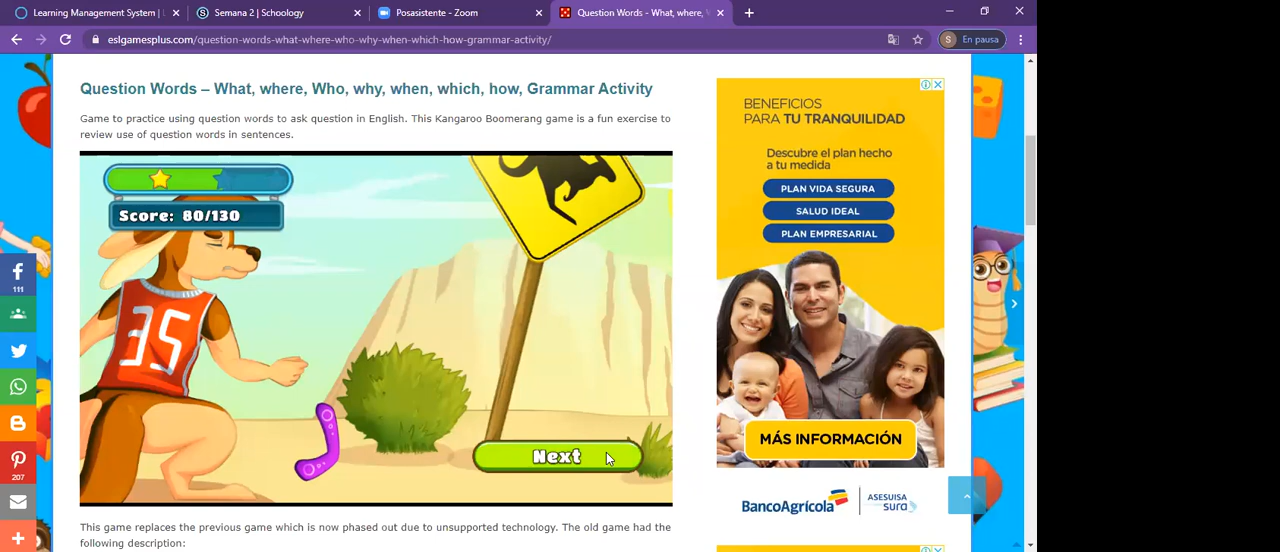 Learning Management System | L
Semana 2 | Schoology
Posasistente - Zoom
Question Words - What, where, W
eslgamesplus.com/question-words-what-where-who-why-when-which-how-grammar-activity/
S
En pausa
Question Words – What, where, Who, why, when, which, how, Grammar Activity
Game to practice using question words to ask question in English. This Kangaroo Boomerang game is a fun exercise to
review use of question words in sentences.
Score: 80/130
35
Next
111
207
This game replaces the previous game which is now phased out due to unsupported technology. The old game had the
following description:
BENEFICIOS
PARA TU TRANQUILIDAD
Descubre el plan hecho
a tu medida
PLAN VIDA SEGURA
SALUD IDEAL
PLAN EMPRESARIAL
MÁS INFORMACIÓN
BancoAgrícola
ASESUISA
sura